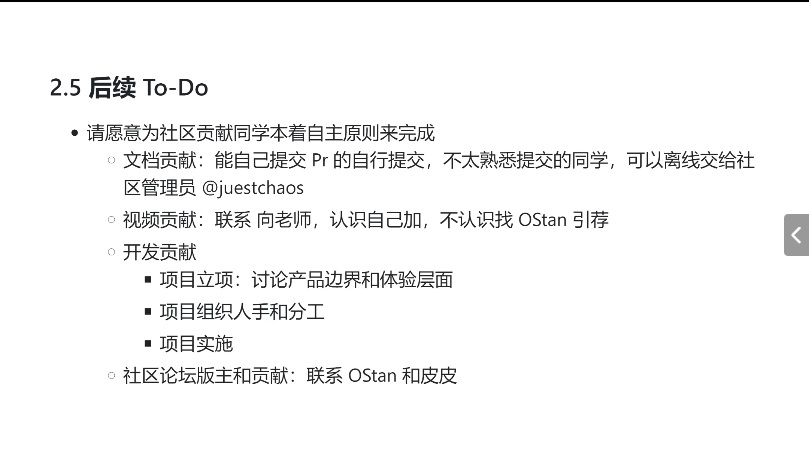 2.5 后续 To-Do
请愿意为社区贡献同学本着自主原则来完成
文档贡献：能自己提交 Pr 的自行提交，不太熟悉提交的同学，可以离线交给社
区管理员 @juestchaos
视频贡献：联系 向老师，认识自己加，不认识找 OStan 引荐
开发贡献
项目立项：讨论产品边界和体验层面
项目组织人手和分工
项目实施
社区论坛版主和贡献：联系 OStan 和皮皮